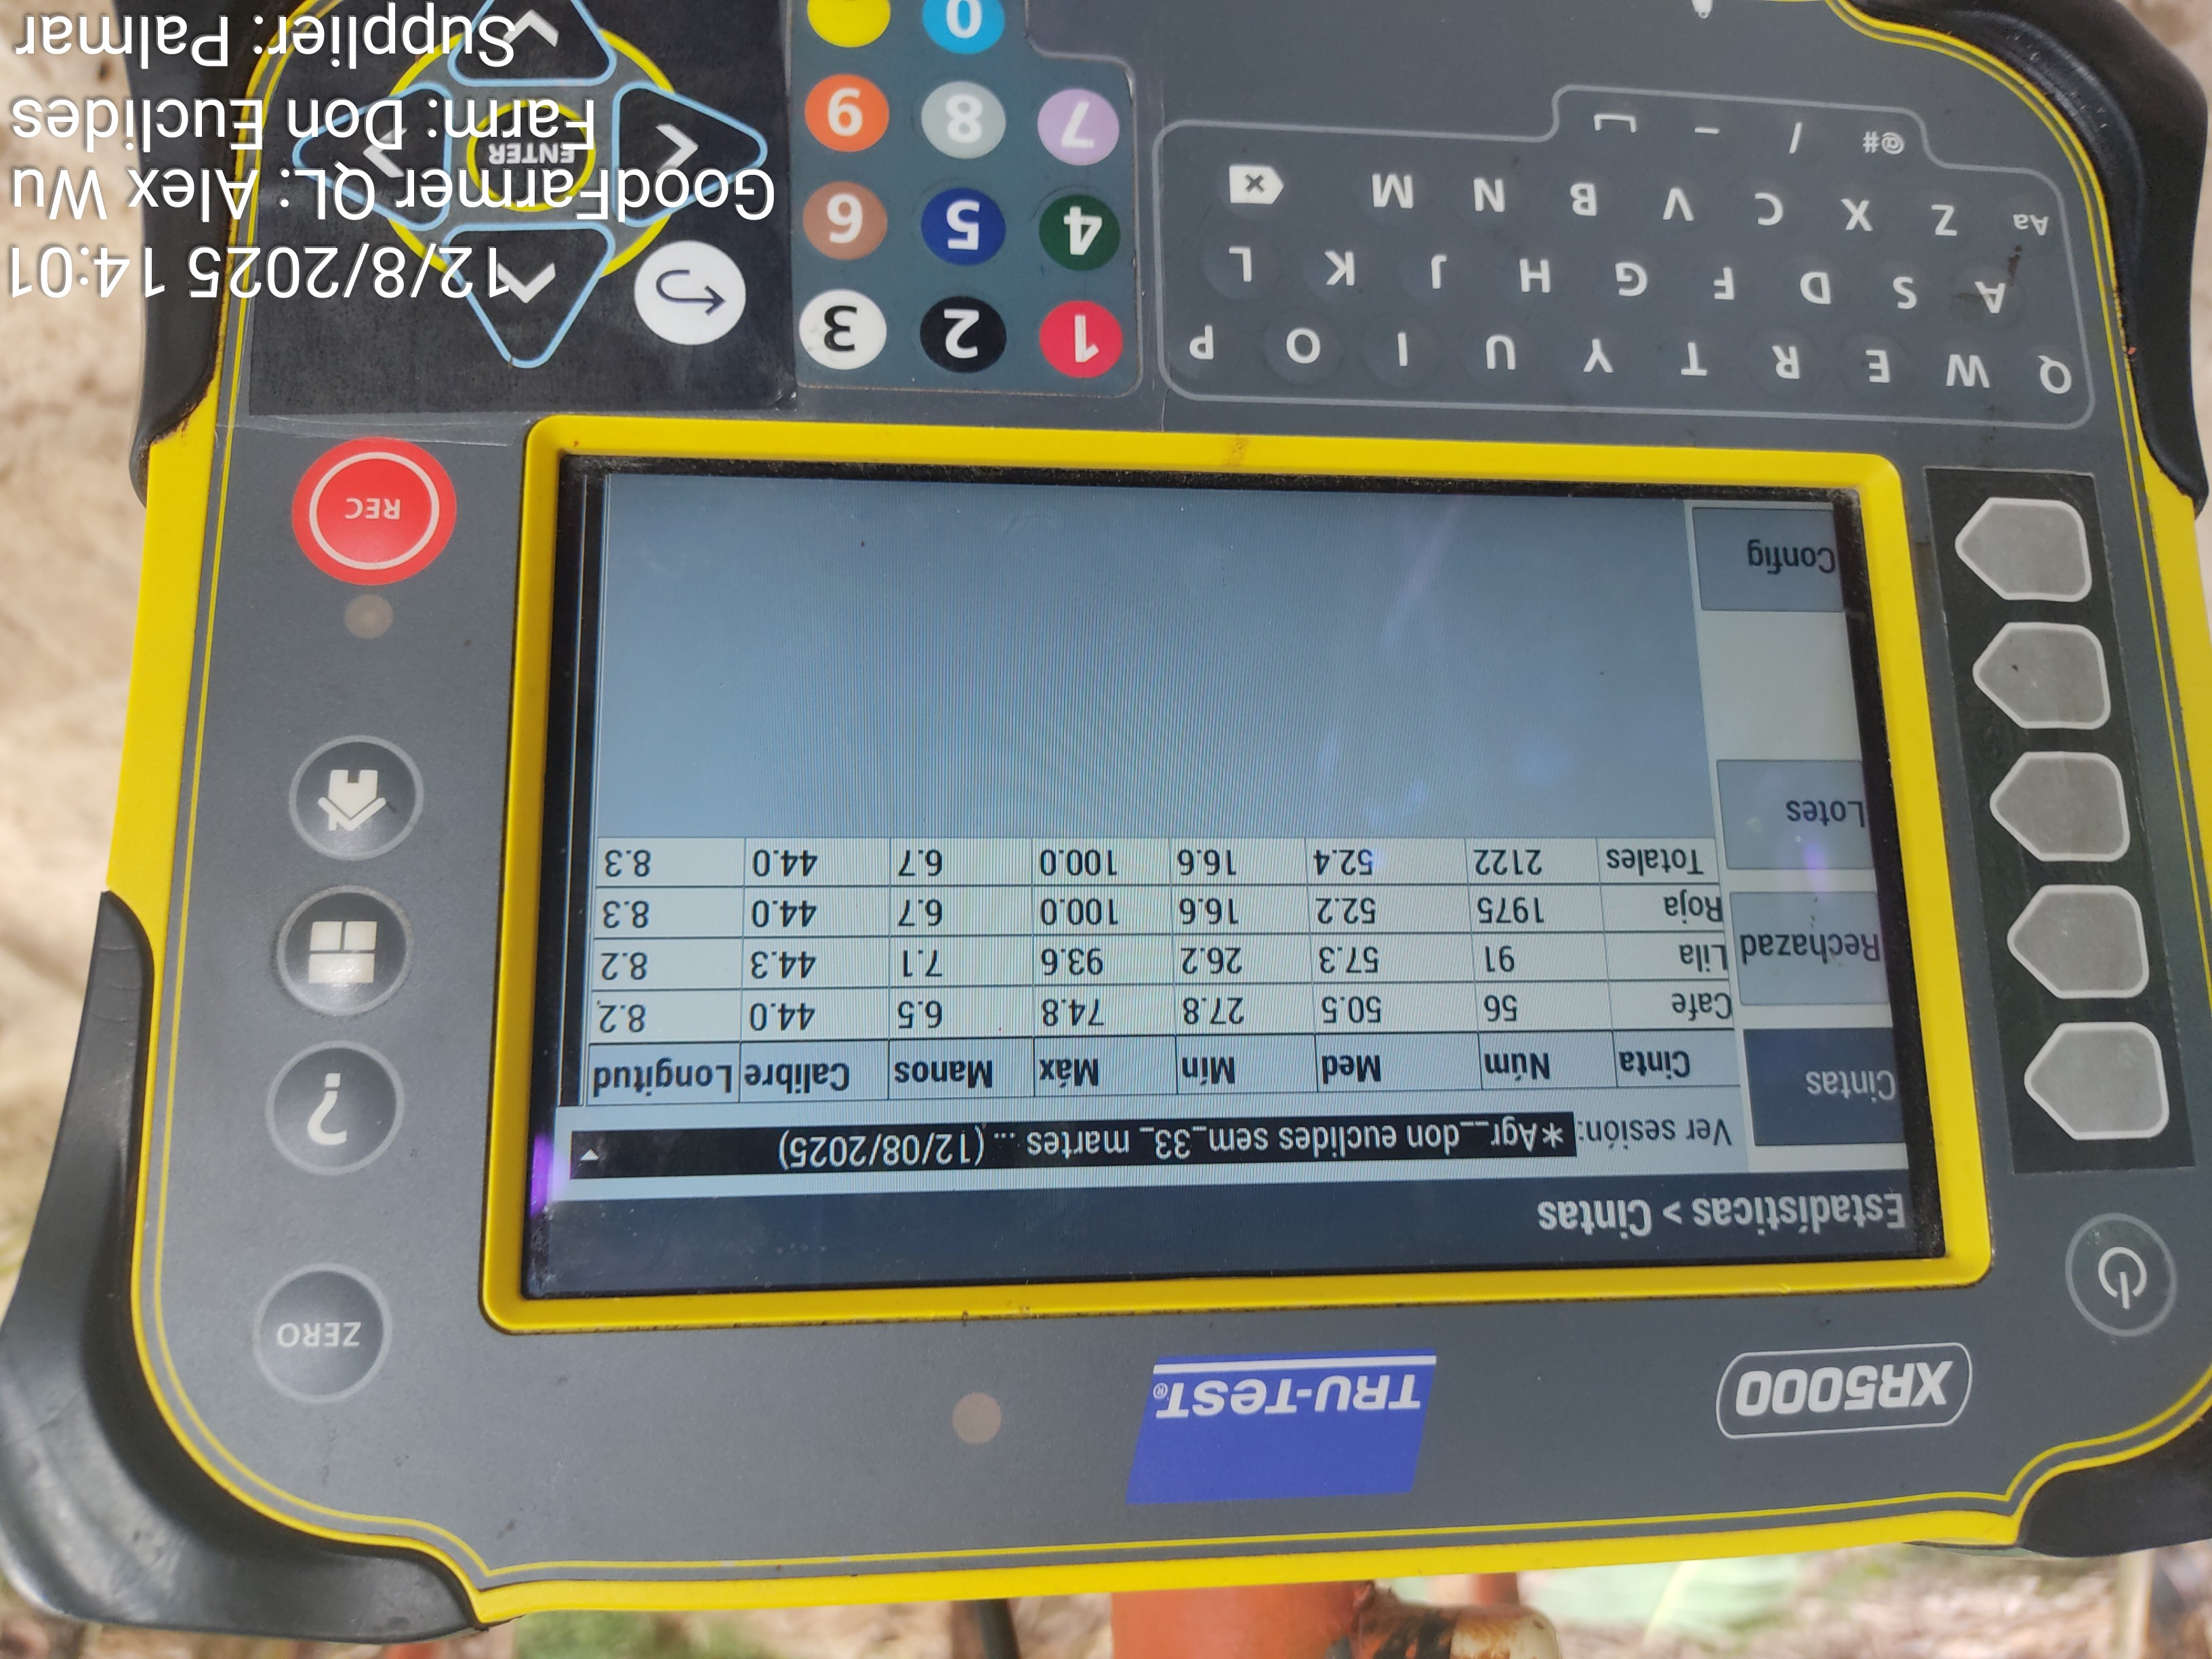 XR5000
TRU-TEST®
ZERO
Estadísticas > Cintas
Ver sesión: *Agr__don euclides sem_33_ martes ... (12/08/2025)
Cintas
Rechazad
Lotes
Config
Cinta Núm Med Mín Máx Manos Calibre Longitud
Cafe 56 50.5 27.8 74.8 6.5 44.0 8.2
Lila 91 57.3 26.2 93.6 7.1 44.3 8.2
Roja 1975 52.2 16.6 100.0 6.7 44.0 8.3
Totales 2122 52.4 16.6 100.0 6.7 44.0 8.3
?
REC
Q W E R T Y U I O P
A S D F G H J K L
Aa Z X C V B N M
@# / –
1 2 3
4 5 6
7 8 9
0
ENTER
12/8/2025 14:01
GoodFarmer QL: Alex Wu
Farm: Don Euclides
Supplier: Palmar